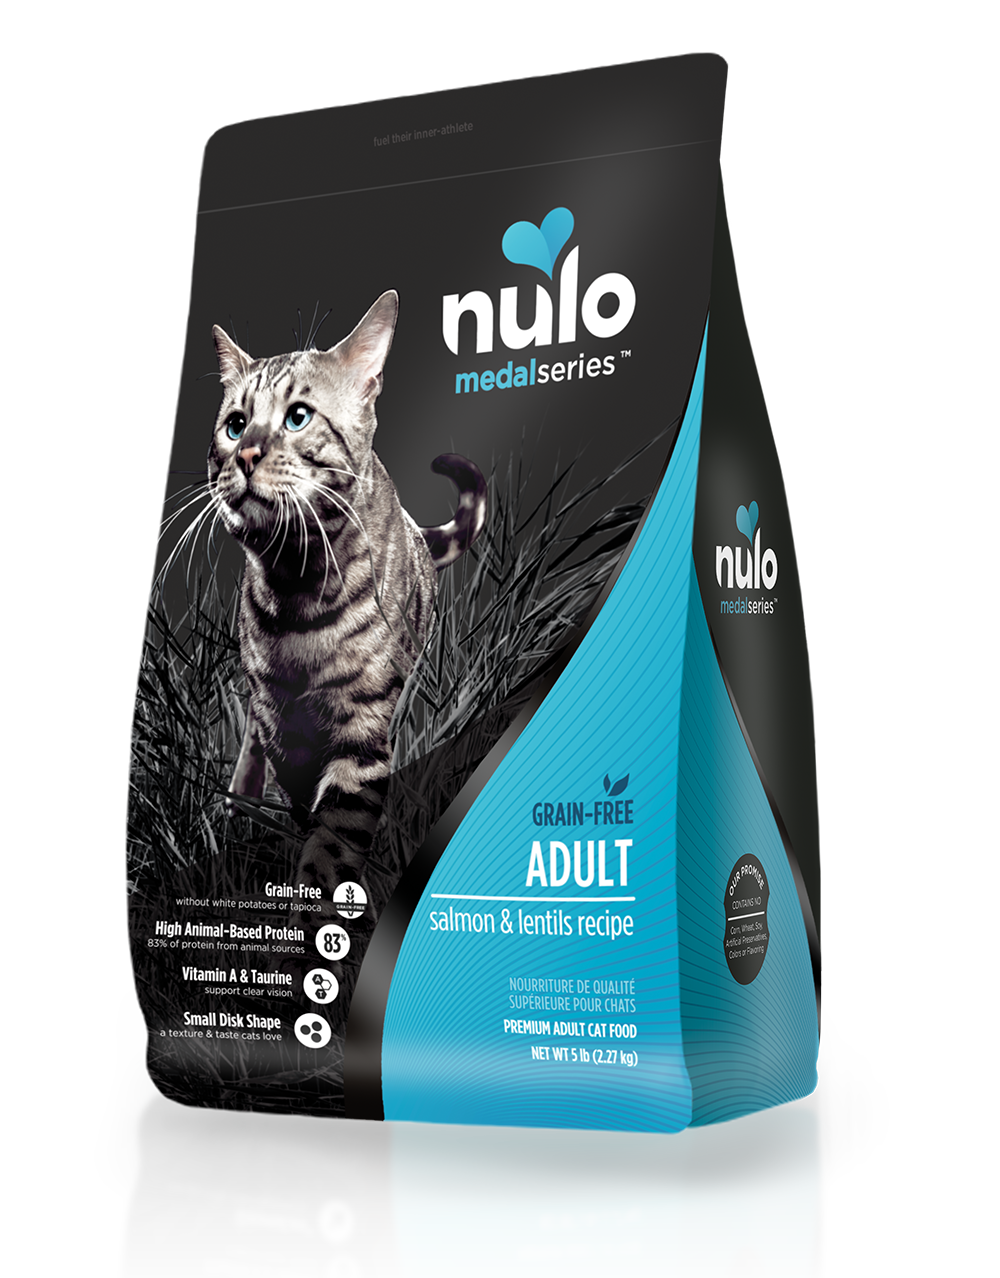 fuel their inner-athlete
nulo
medalseries™
Grain-Free
without white potatoes or tapioca
GRAIN-FREE
High Animal-Based Protein
83% of protein from animal sources
83%
Vitamin A & Taurine
support clear vision
A
T
Small Disk Shape
a texture & taste cats love
GRAIN-FREE
ADULT
salmon & lentils recipe
NOURRITURE DE QUALITÉ
SUPÉRIEURE POUR CHATS
PREMIUM ADULT CAT FOOD
NET WT 5 lb (2.27 kg)
nulo
medalseries™
OUR PROMISE
CONTAINS NO
Corn, Wheat, Soy,
Artificial Preservatives,
Colors or Flavoring